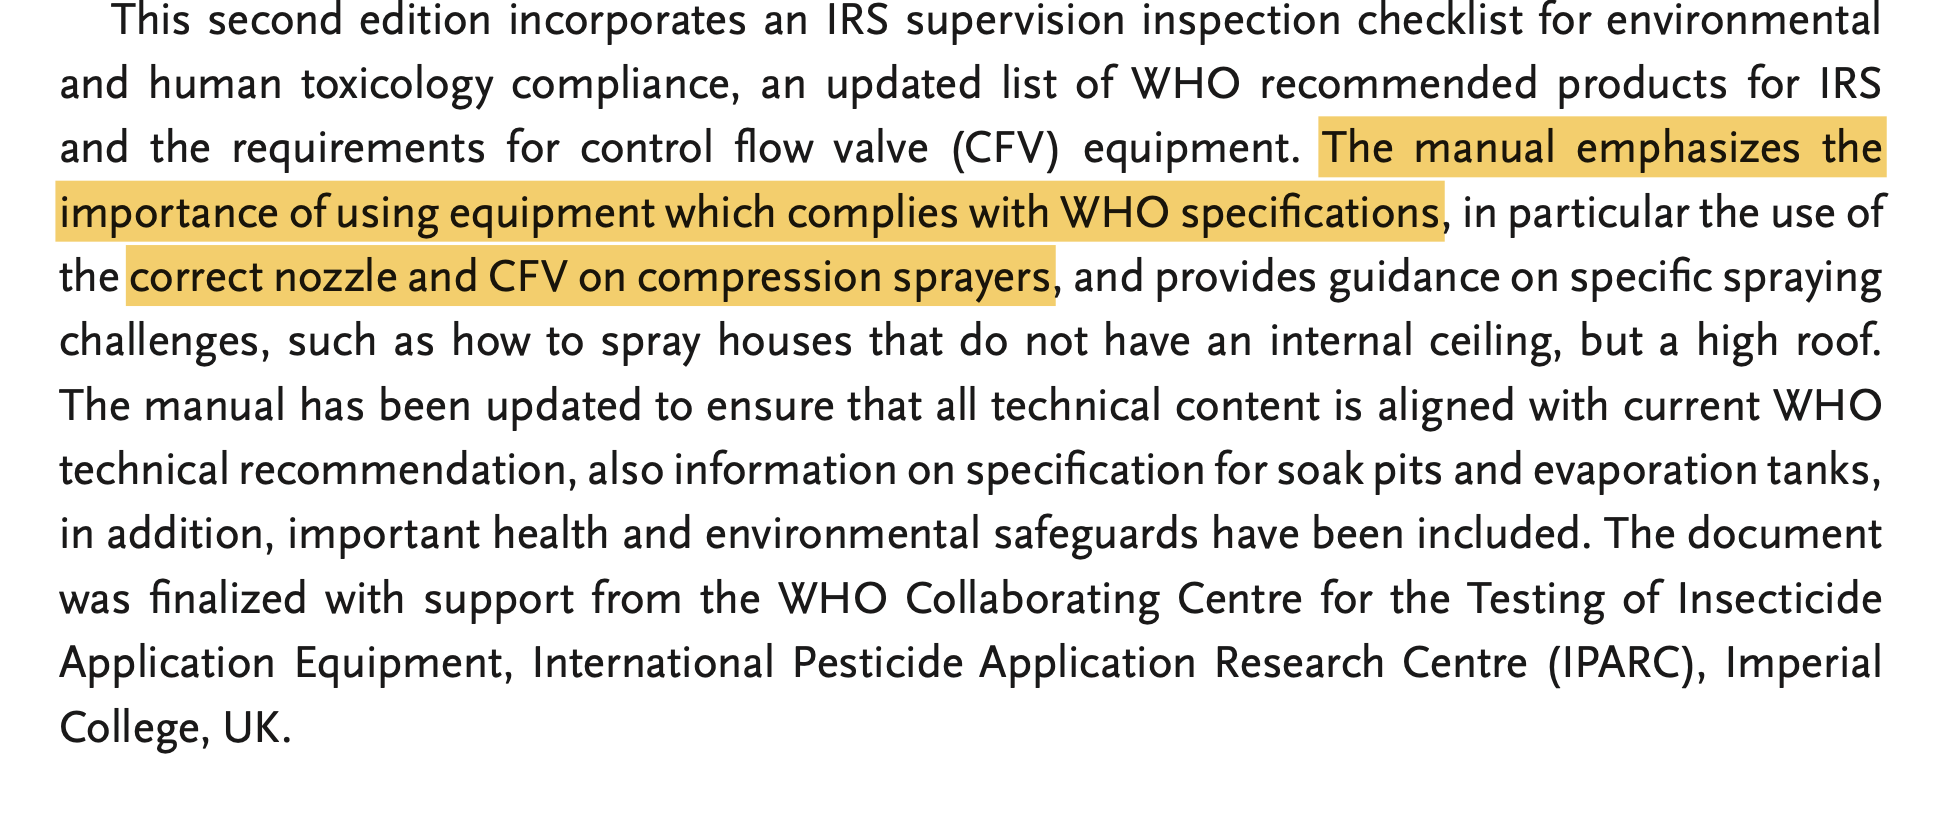 This second edition incorporates an IRS supervision inspection checklist for environmental
and human toxicology compliance, an updated list of WHO recommended products for IRS
and the requirements for control flow valve (CFV) equipment. The manual emphasizes the
importance of using equipment which complies with WHO specifications, in particular the use of
the correct nozzle and CFV on compression sprayers, and provides guidance on specific spraying
challenges, such as how to spray houses that do not have an internal ceiling, but a high roof.
The manual has been updated to ensure that all technical content is aligned with current WHO
technical recommendation, also information on specification for soak pits and evaporation tanks,
in addition, important health and environmental safeguards have been included. The document
was finalized with support from the WHO Collaborating Centre for the Testing of Insecticide
Application Equipment, International Pesticide Application Research Centre (IPARC), Imperial
College, UK.